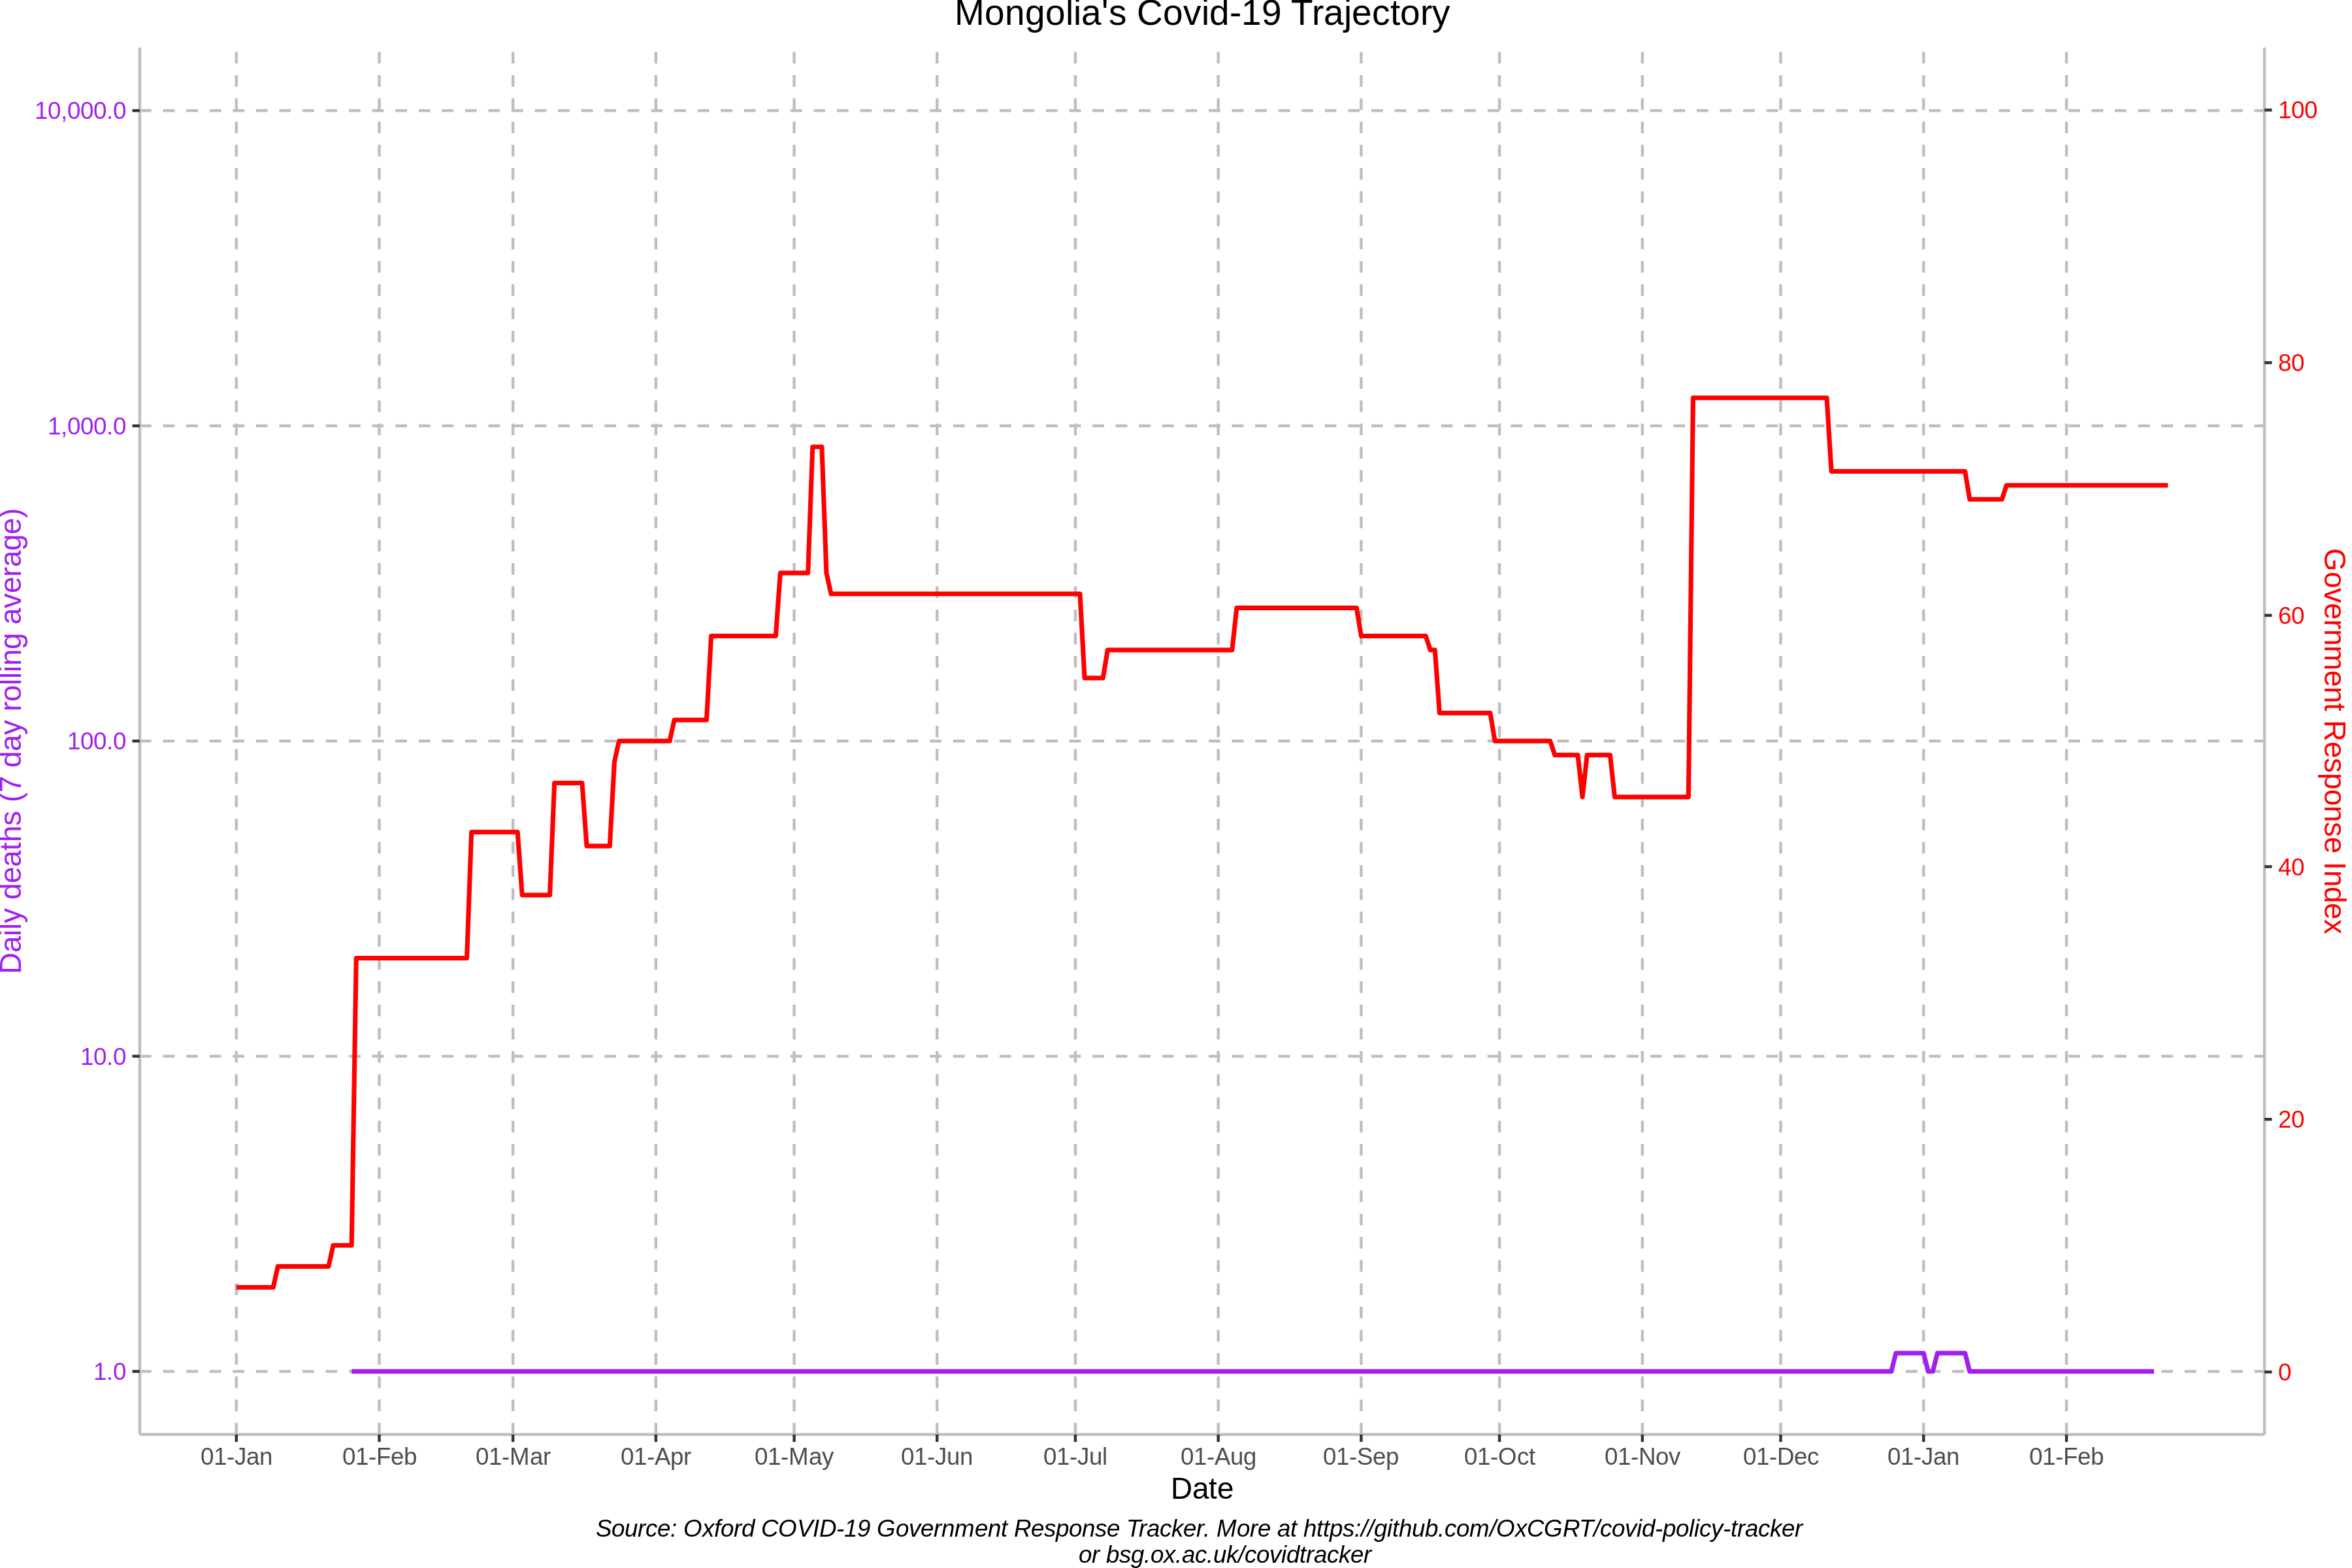 Mongolia's Covid-19 Trajectory
10,000.0
1,000.0
100.0
10.0
1.0
Daily deaths (7 day rolling average)
100
80
60
40
20
0
Government Response Index
01-Jan 01-Feb 01-Mar 01-Apr 01-May 01-Jun 01-Jul 01-Aug 01-Sep 01-Oct 01-Nov 01-Dec 01-Jan 01-Feb
Date
Source: Oxford COVID-19 Government Response Tracker. More at https://github.com/OxCGRT/covid-policy-tracker
or bsg.ox.ac.uk/covidtracker